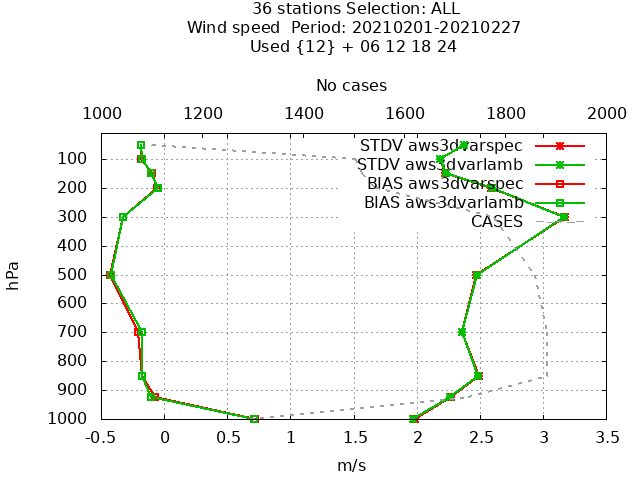 36 stations Selection: ALL
Wind speed  Period: 20210201-20210227
Used {12} + 06 12 18 24
No cases
1000 1200 1400 1600 1800 2000
STDV aws3dvarspec
STDV aws3dvarlamb
BIAS aws3dvarspec
BIAS aws3dvarlamb
CASES
100
200
300
400
500
600
700
800
900
1000
hPa
-0.5 0 0.5 1 1.5 2 2.5 3 3.5
m/s